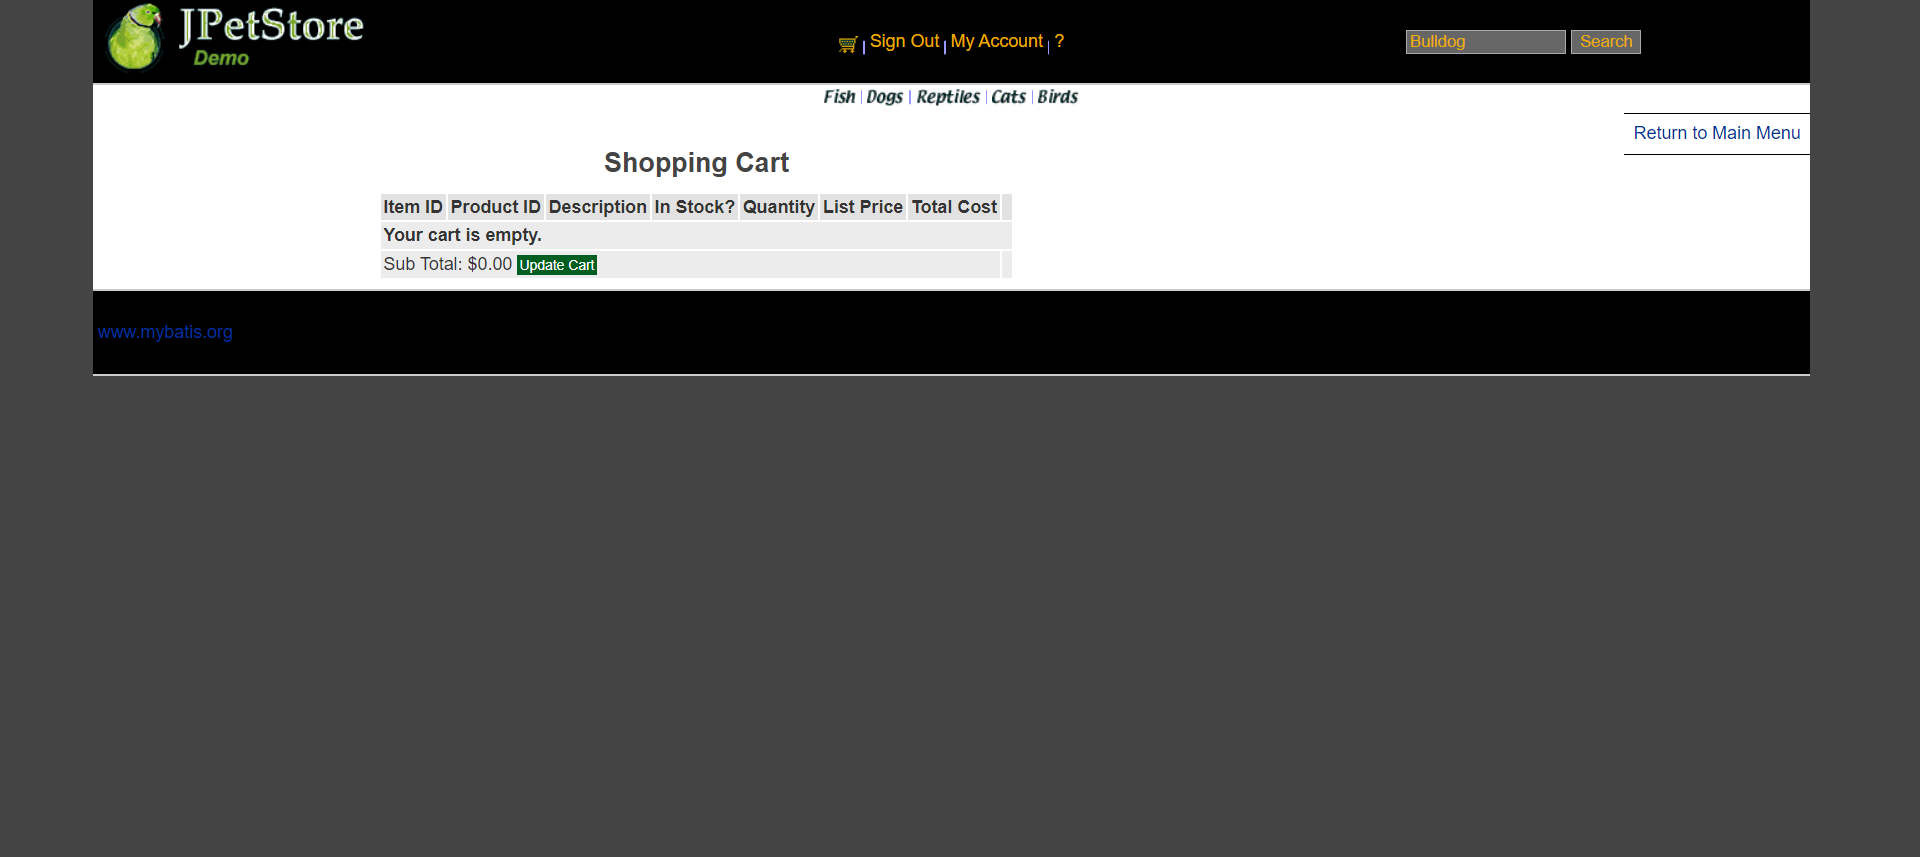 JPetStore
Demo
Sign Out | My Account | ?
Bulldog Search
Fish | Dogs | Reptiles | Cats | Birds
Return to Main Menu
Shopping Cart
Item ID Product ID Description In Stock? Quantity List Price Total Cost
Your cart is empty.
Sub Total: $0.00 Update Cart
www.mybatis.org